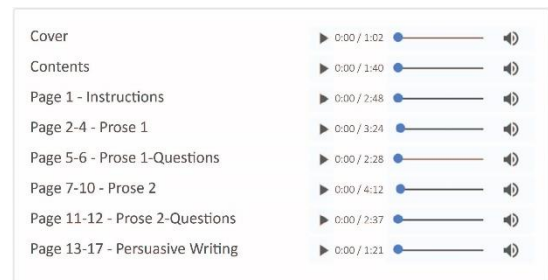 Cover 0:00 / 1:02
Contents 0:00 / 1:40
Page 1 - Instructions 0:00 / 2:48
Page 2-4 - Prose 1 0:00 / 3:24
Page 5-6 - Prose 1-Questions 0:00 / 2:28
Page 7-10 - Prose 2 0:00 / 4:12
Page 11-12 - Prose 2-Questions 0:00 / 2:37
Page 13-17 - Persuasive Writing 0:00 / 1:21